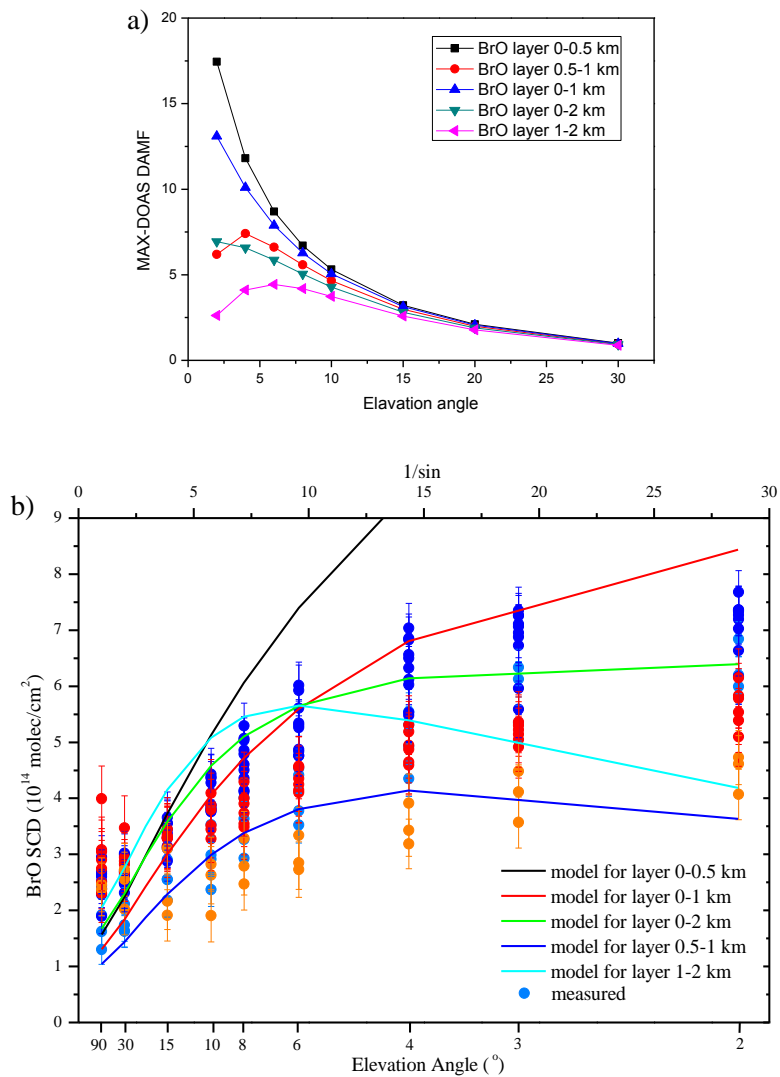 a)
20
15
10
5
0
MAX-DOAS DAMF
BrO layer 0-0.5 km
BrO layer 0.5-1 km
BrO layer 0-1 km
BrO layer 0-2 km
BrO layer 1-2 km
0 5 10 15 20 25 30
Elavation angle
b)
1/sin
0 5 10 15 20 25 30
9
8
7
6
5
4
3
2
1
0
BrO SCD (10^14 molec/cm^2)
model for layer 0-0.5 km
model for layer 0-1 km
model for layer 0-2 km
model for layer 0.5-1 km
model for layer 1-2 km
measured
90 30 15 10 8 6 4 3 2
Elevation Angle (°)